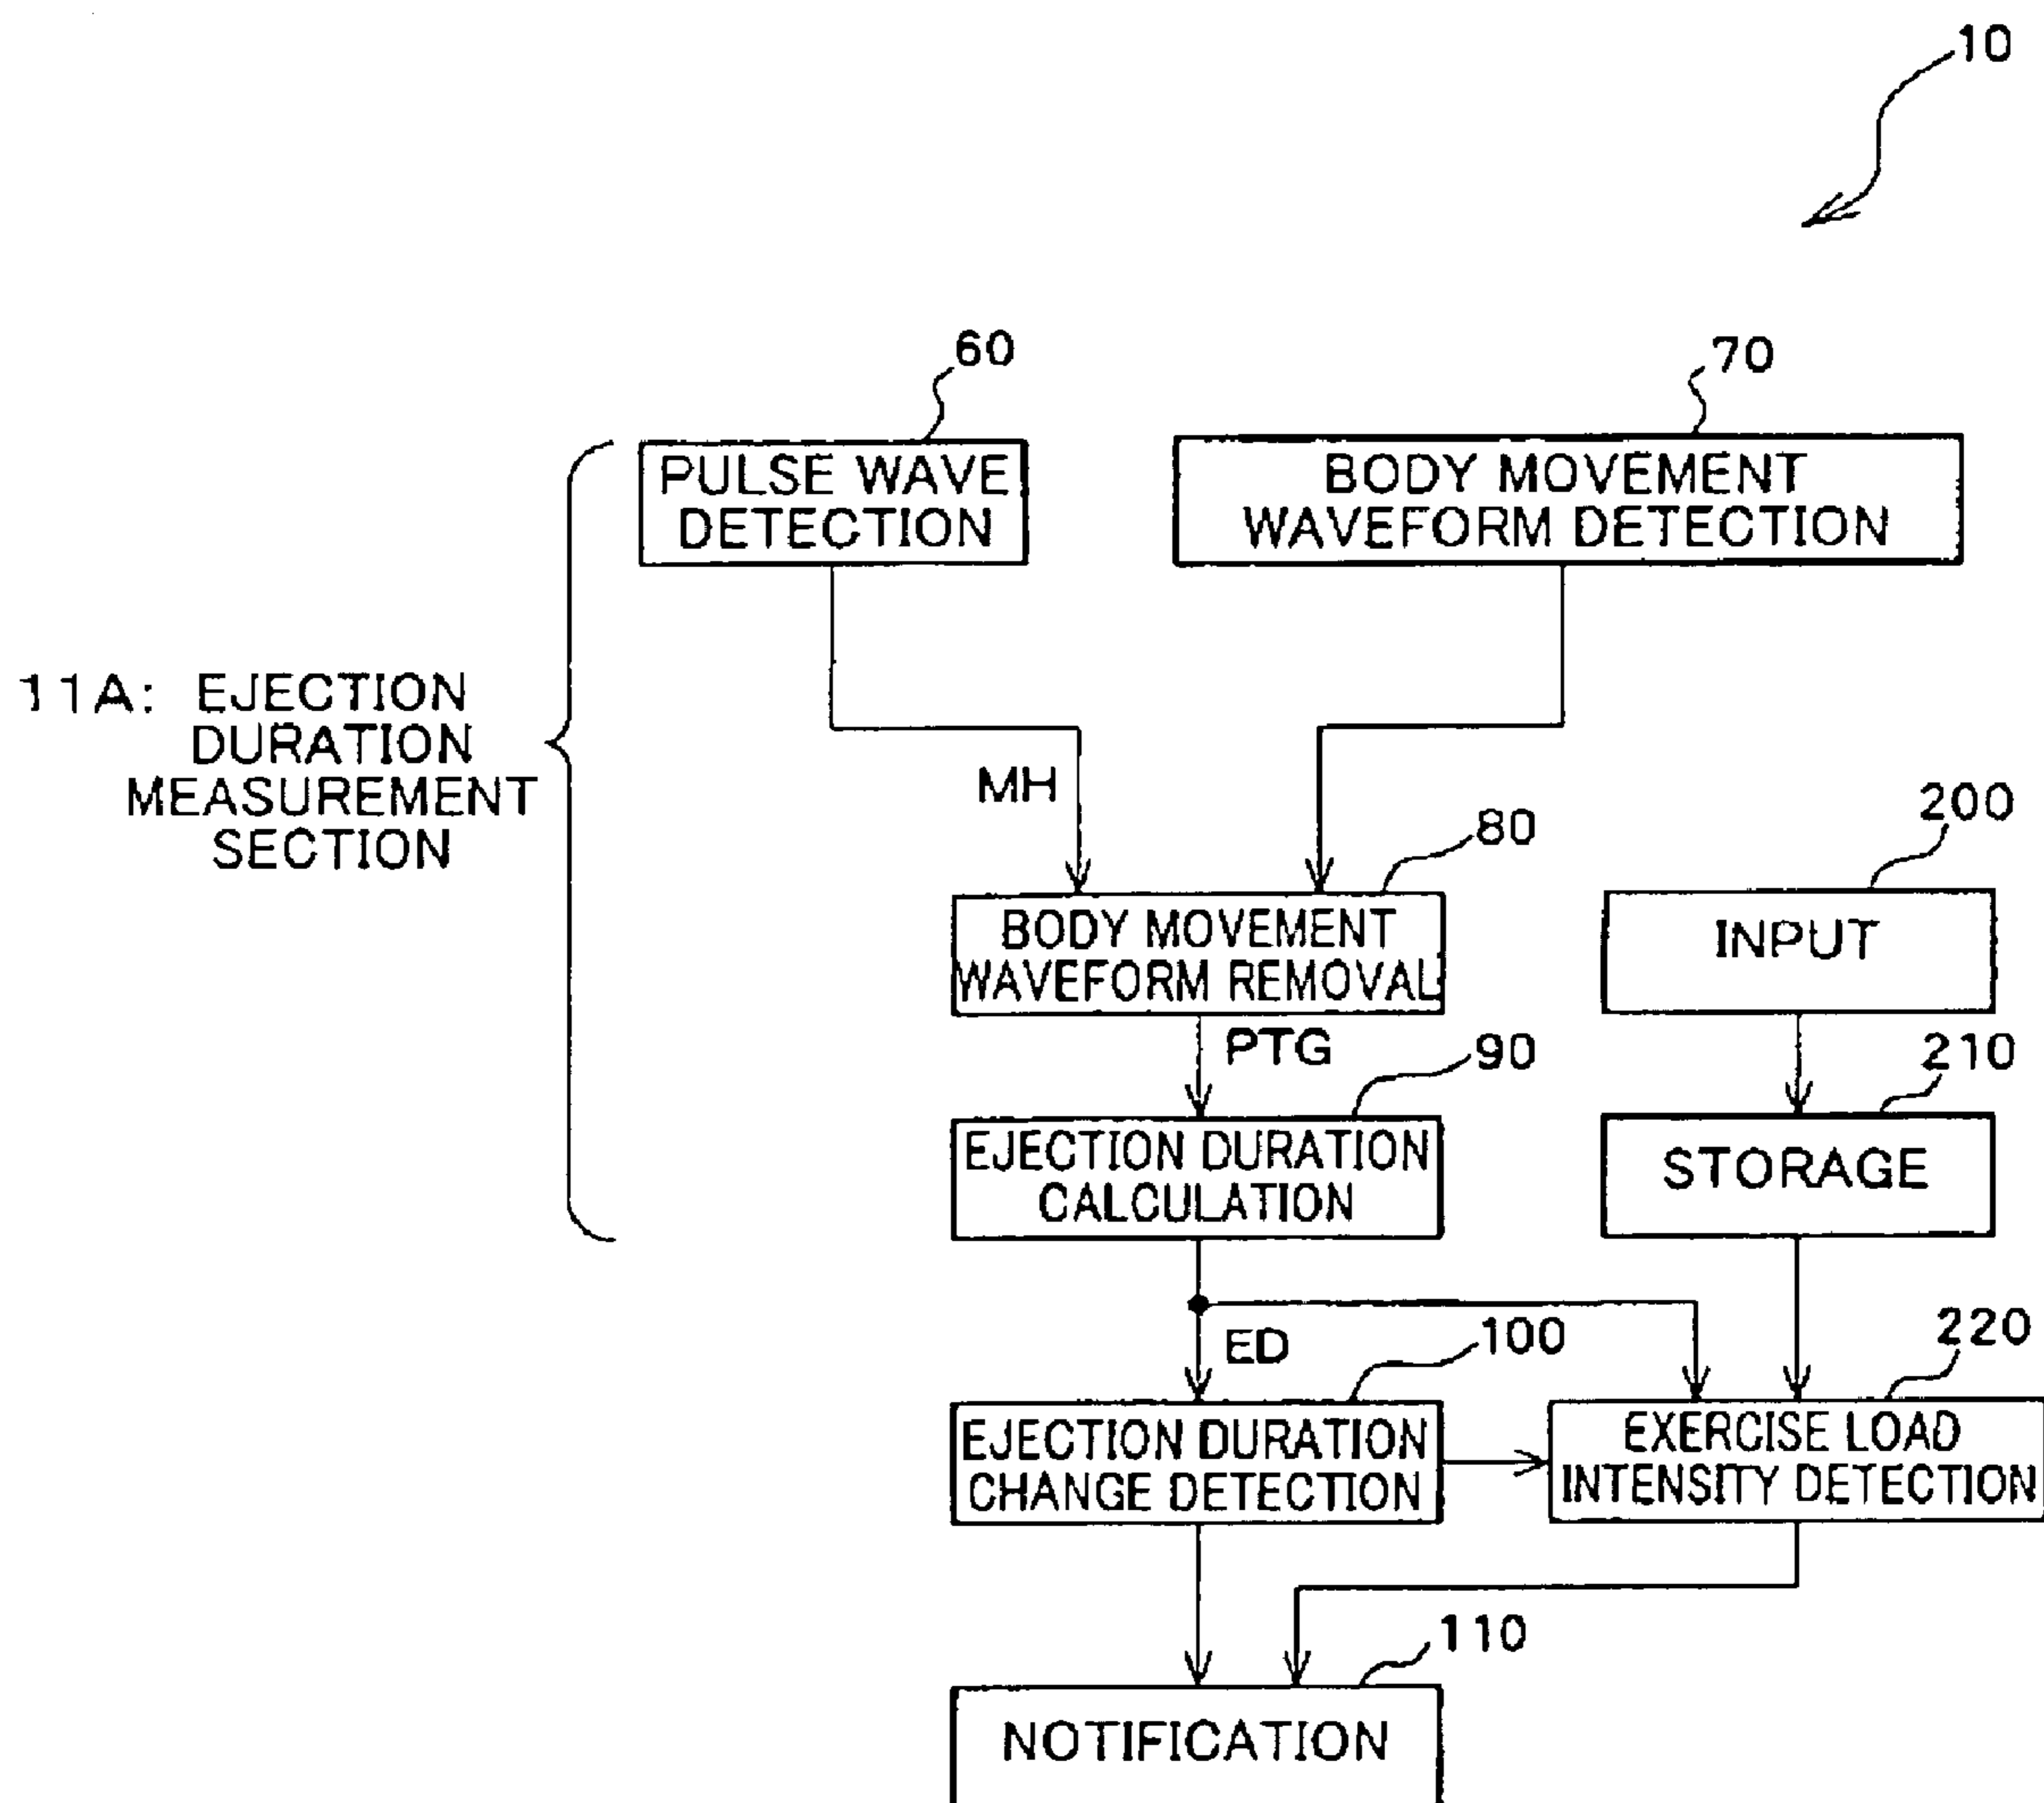 10
60
70
PULSE WAVE
DETECTION
BODY MOVEMENT
WAVEFORM DETECTION
11A: EJECTION
DURATION
MEASUREMENT
SECTION
MH
80
200
BODY MOVEMENT
WAVEFORM REMOVAL
INPUT
PTG
90
210
EJECTION DURATION
CALCULATION
STORAGE
ED
100
220
EJECTION DURATION
CHANGE DETECTION
EXERCISE LOAD
INTENSITY DETECTION
110
NOTIFICATION